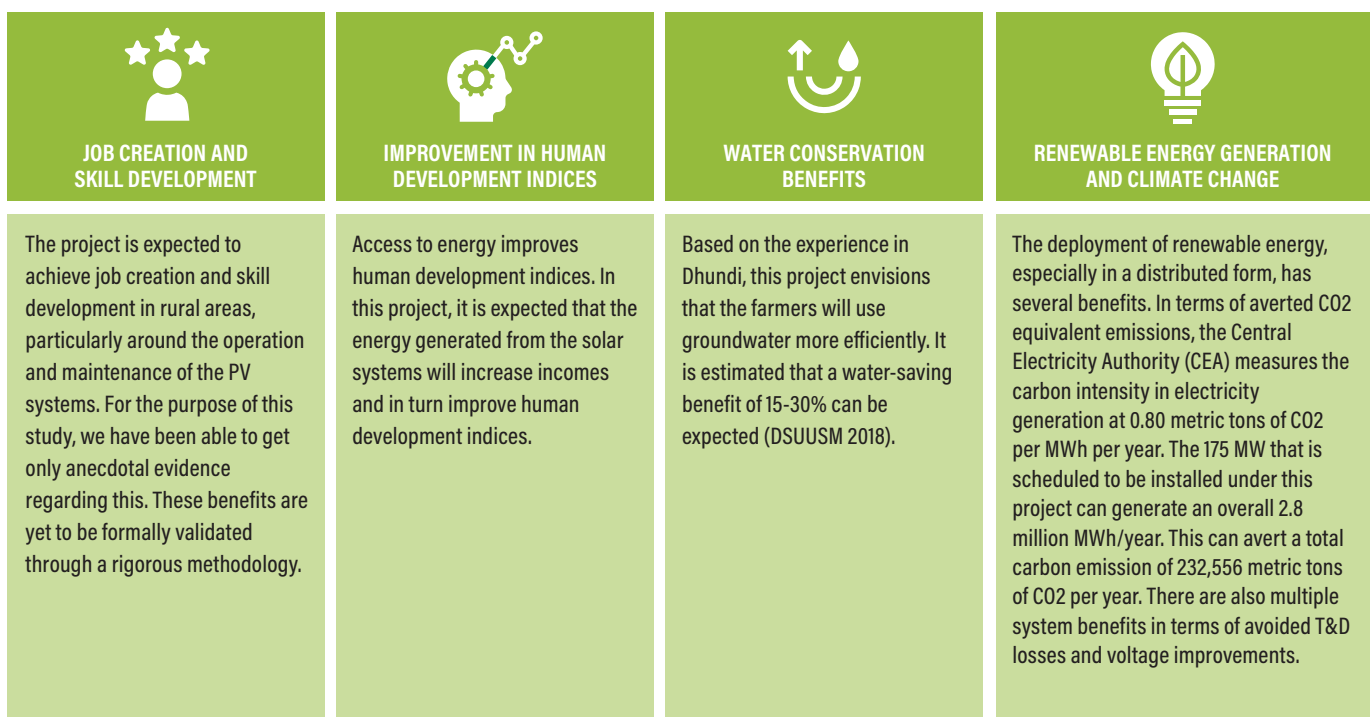 JOB CREATION AND
SKILL DEVELOPMENT
The project is expected to
achieve job creation and skill
development in rural areas,
particularly around the operation
and maintenance of the PV
systems. For the purpose of this
study, we have been able to get
only anecdotal evidence
regarding this. These benefits are
yet to be formally validated
through a rigorous methodology.
IMPROVEMENT IN HUMAN
DEVELOPMENT INDICES
Access to energy improves
human development indices. In
this project, it is expected that the
energy generated from the solar
systems will increase incomes
and in turn improve human
development indices.
WATER CONSERVATION
BENEFITS
Based on the experience in
Dhundi, this project envisions
that the farmers will use
groundwater more efficiently. It
is estimated that a water-saving
benefit of 15-30% can be
expected (DSUUSM 2018).
RENEWABLE ENERGY GENERATION
AND CLIMATE CHANGE
The deployment of renewable energy,
especially in a distributed form, has
several benefits. In terms of averted CO2
equivalent emissions, the Central
Electricity Authority (CEA) measures the
carbon intensity in electricity
generation at 0.80 metric tons of CO2
per MWh per year. The 175 MW that is
scheduled to be installed under this
project can generate an overall 2.8
million MWh/year. This can avert a total
carbon emission of 232,556 metric tons
of CO2 per year. There are also multiple
system benefits in terms of avoided T&D
losses and voltage improvements.